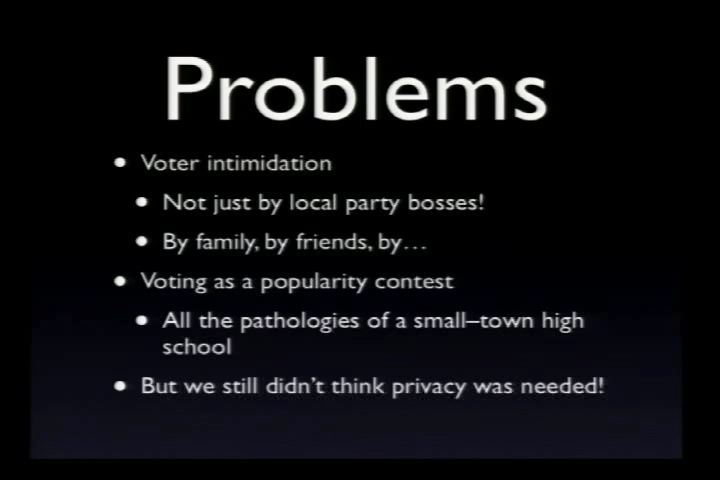 Problems
• Voter intimidation
• Not just by local party bosses!
• By family, by friends, by…
• Voting as a popularity contest
• All the pathologies of a small–town high
school
• But we still didn't think privacy was needed!